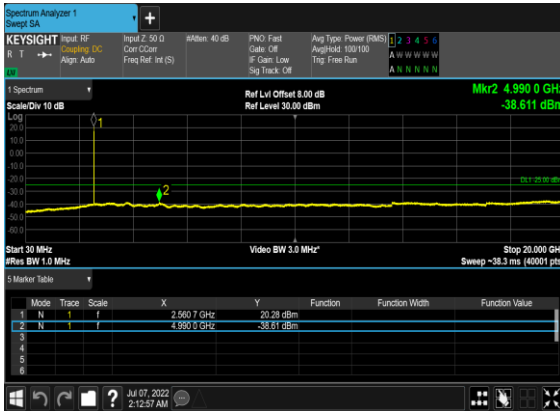 Spectrum Analyzer 1
Swept SA
+
KEYSIGHT
R T
Input: RF
Coupling: DC
Align: Auto
Input Z: 50 Ω
Corr CCorr
Freq Ref: Int (S)
#Atten: 40 dB
PNO: Fast
Gate: Off
IF Gain: Low
Sig Track: Off
Avg Type: Power (RMS)
Avg|Hold: 100/100
Trig: Free Run
1 2 3 4 5 6
A W W W W W
A N N N N N
1 Spectrum
Scale/Div 10 dB
Log
Ref Lvl Offset 8.00 dB
Ref Level 30.00 dBm
Mkr2 4.990 0 GHz
-38.611 dBm
20.0
10.0
0.00
-10.0
-20.0
-30.0
-40.0
-50.0
-60.0
1
2
DL1 -25.00 dBm
Start 30 MHz
#Res BW 1.0 MHz
Video BW 3.0 MHz*
Stop 20.000 GHz
Sweep ~38.3 ms (40001 pts)
5 Marker Table
Mode Trace Scale X Y Function Function Width Function Value
1 N 1 f 2.560 7 GHz 20.28 dBm
2 N 1 f 4.990 0 GHz -38.61 dBm
3
4
5
6
?
Jul 07, 2022
2:12:57 AM